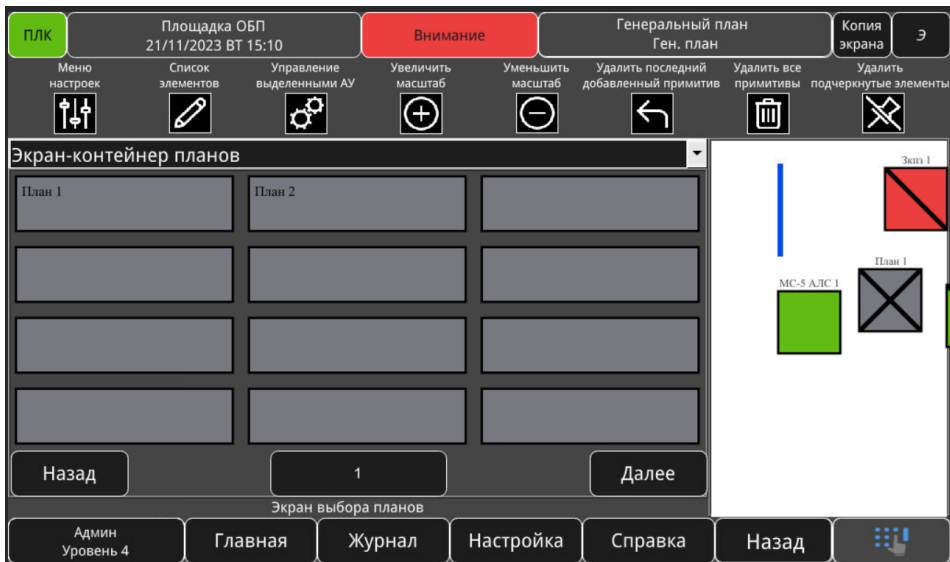 ПЛК
Площадка ОБП
21/11/2023 ВТ 15:10
Внимание
Генеральный план
Ген. план
Копия
экрана
Э
Меню
настроек
Список
элементов
Управление
выделенными АУ
Увеличить
масштаб
Уменьшить
масштаб
Удалить последний
добавленный примитив
Удалить все
примитивы
Удалить
подчеркнутые элементы
Экран-контейнер планов
План 1
План 2
Зкпз 1
План 1
МС-5 АЛС 1
Назад
1
Далее
Экран выбора планов
Админ
Уровень 4
Главная
Журнал
Настройка
Справка
Назад